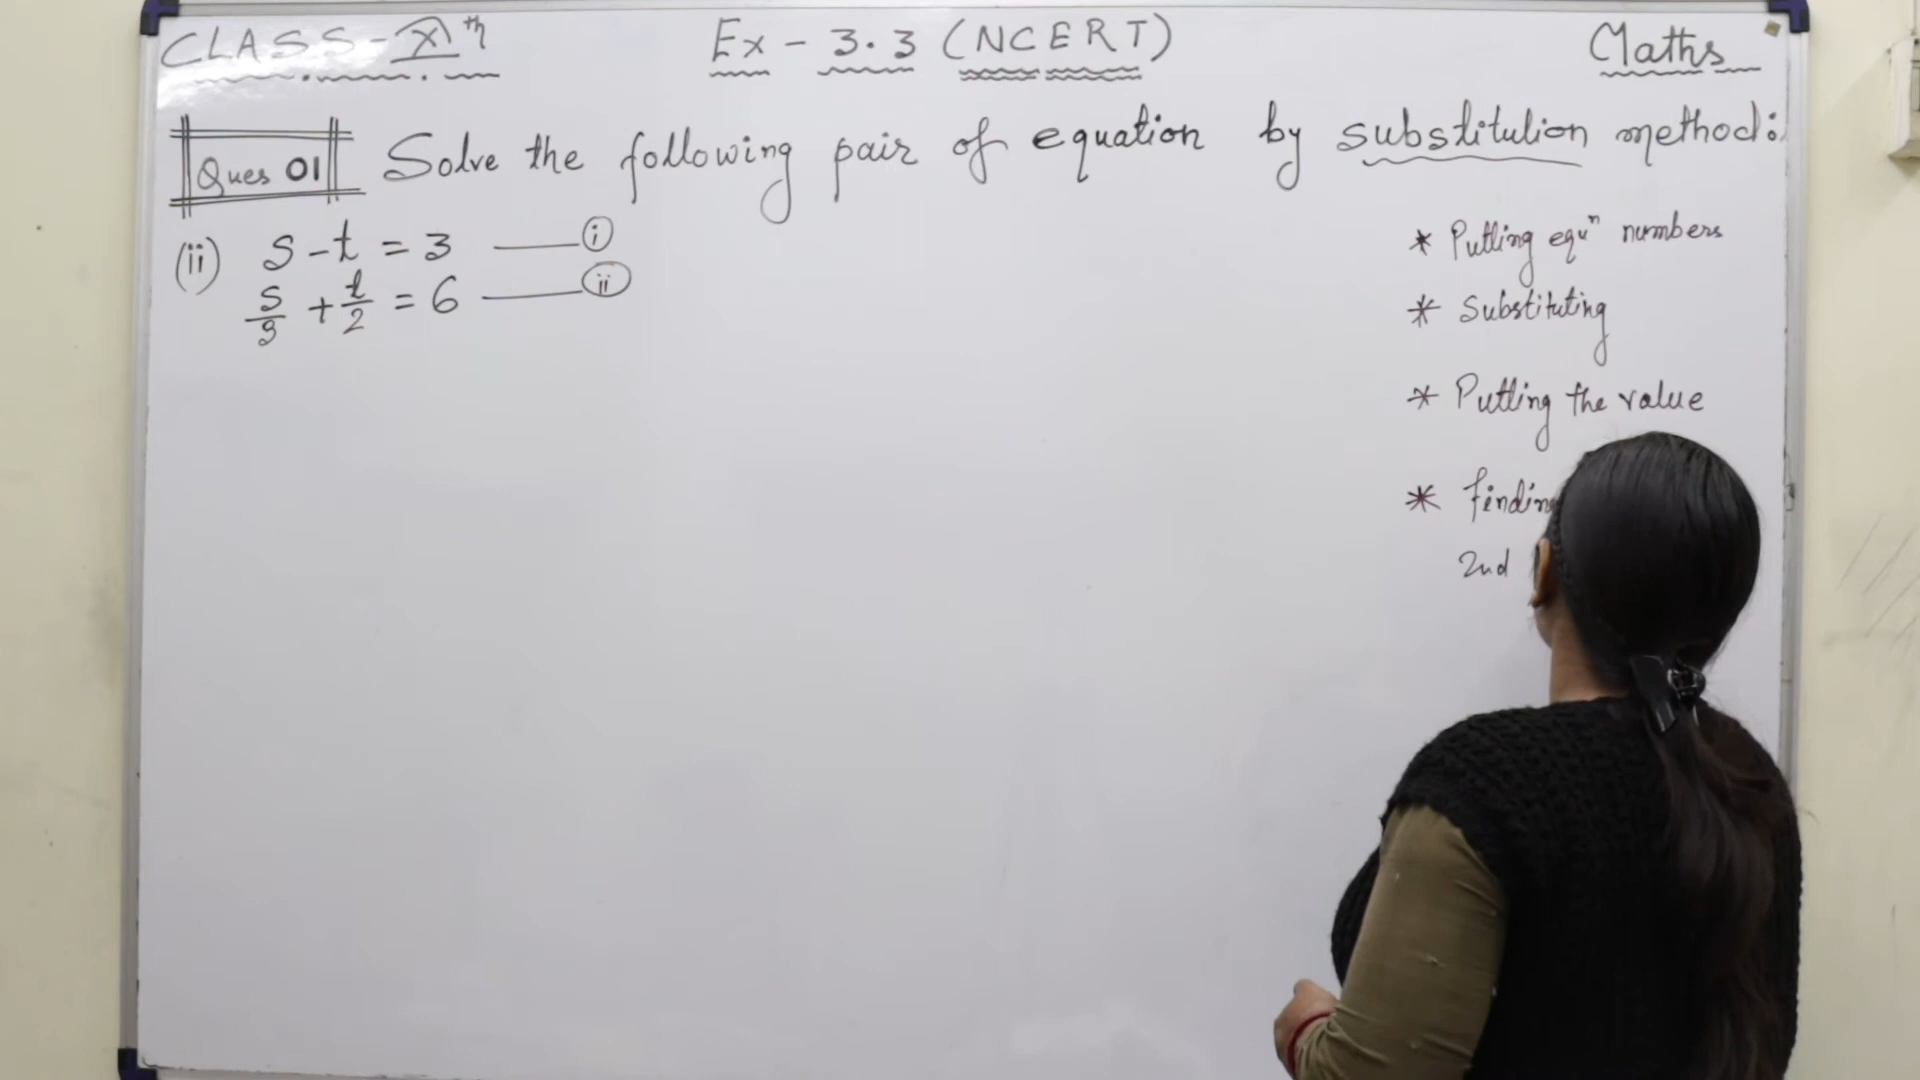 CLASS-Xth Ex-3.3 (NCERT) Maths
Ques 01 Solve the following pair of equation by substitution method:
(ii) s-t = 3 —— (i)
s/3 + t/2 = 6 —— (ii)
* Putting equⁿ numbers
* Substituting
* Putting the value
* finding
2nd